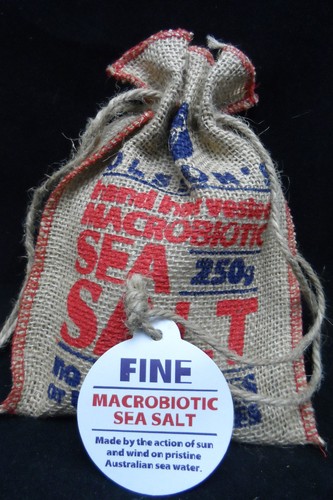 OLSON'S
hand harvested
MACROBIOTIC
SEA 250g
SALT
FINE
MACROBIOTIC
SEA SALT
Made by the action of sun
and wind on pristine
Australian sea water.